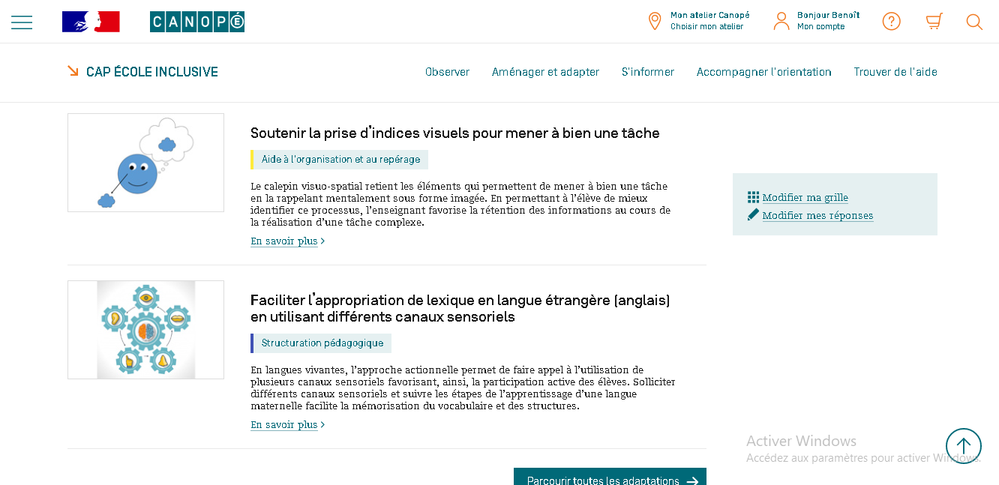 CANOPÉ
Mon atelier Canopé
Choisir mon atelier
Bonjour Benoît
Mon compte
?
CAP ÉCOLE INCLUSIVE
Observer
Aménager et adapter
S'informer
Accompagner l'orientation
Trouver de l'aide
Soutenir la prise d'indices visuels pour mener à bien une tâche
Aide à l'organisation et au repérage
Le calepin visuo-spatial retient les éléments qui permettent de mener à bien une tâche
en la rappelant mentalement sous forme imagée. En permettant à l'élève de mieux
identifier ce processus, l'enseignant favorise la rétention des informations au cours de
la réalisation d'une tâche complexe.
En savoir plus >
Modifier ma grille
Modifier mes réponses
Faciliter l'appropriation de lexique en langue étrangère (anglais)
en utilisant différents canaux sensoriels
Structuration pédagogique
En langues vivantes, l'approche actionnelle permet de faire appel à l'utilisation de
plusieurs canaux sensoriels favorisant, ainsi, la participation active des élèves. Solliciter
différents canaux sensoriels et suivre les étapes de l'apprentissage d'une langue
maternelle facilite la mémorisation du vocabulaire et des structures.
En savoir plus >
Activer Windows
Accédez aux paramètres pour activer Windows.
Parcourir toutes les adaptations →